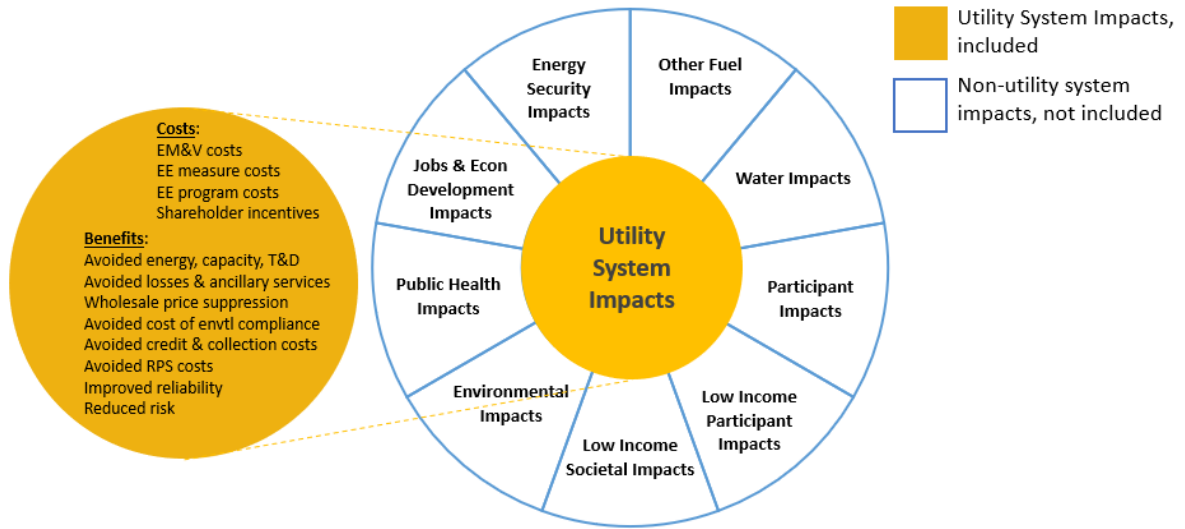 Costs:
EM&V costs
EE measure costs
EE program costs
Shareholder incentives
Benefits:
Avoided energy, capacity, T&D
Avoided losses & ancillary services
Wholesale price suppression
Avoided cost of envtl compliance
Avoided credit & collection costs
Avoided RPS costs
Improved reliability
Reduced risk
Utility
System
Impacts
Energy
Security
Impacts
Other Fuel
Impacts
Water Impacts
Participant
Impacts
Low Income
Participant
Impacts
Low Income
Societal Impacts
Environmental
Impacts
Public Health
Impacts
Jobs & Econ
Development
Impacts
Utility System Impacts,
included
Non-utility system
impacts, not included